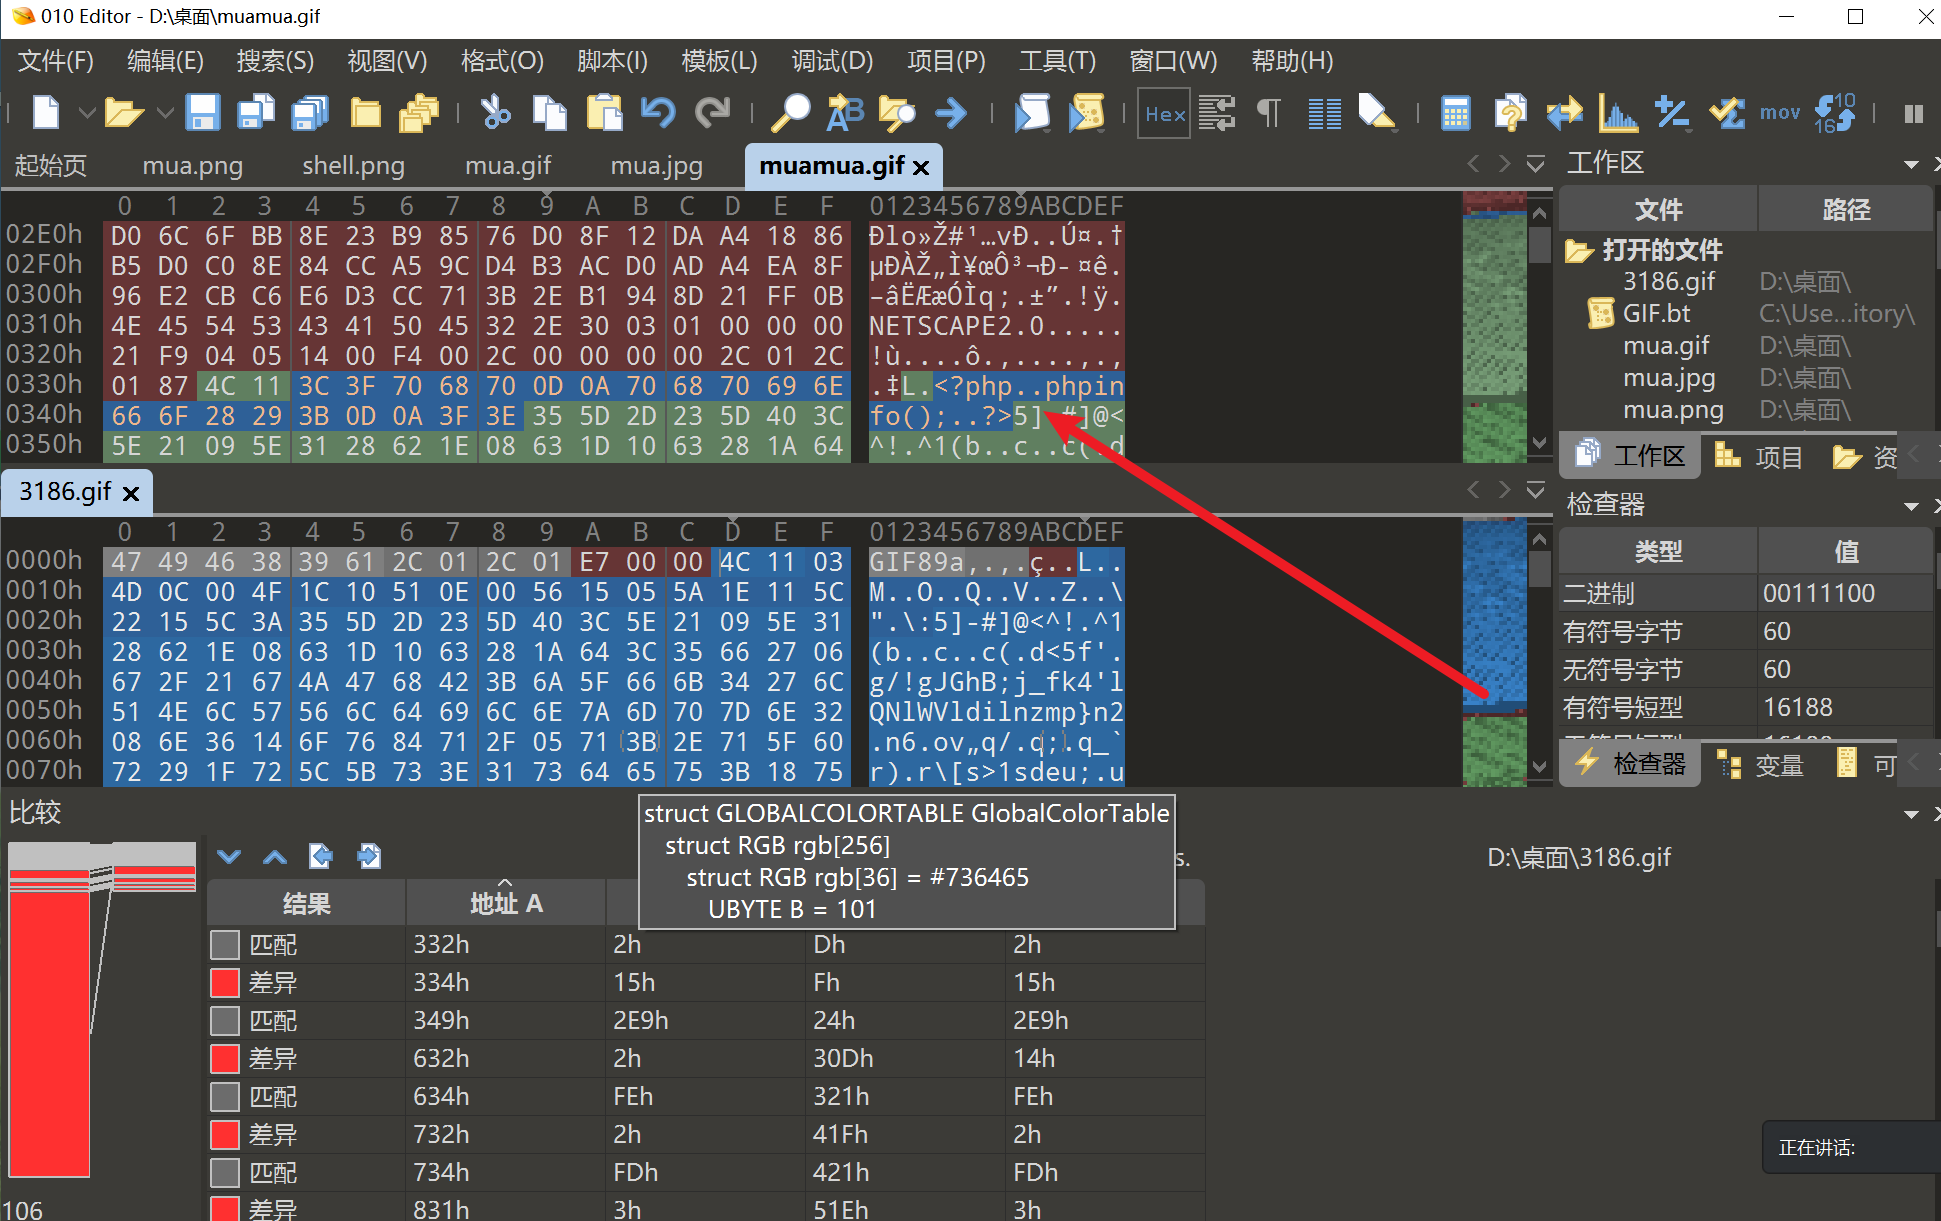 010 Editor - D:\桌面\muamua.gif
文件(F) 编辑(E) 搜索(S) 视图(V) 格式(O) 脚本(I) 模板(L) 调试(D) 项目(P) 工具(T) 窗口(W) 帮助(H)
Hex mov 10 16
起始页 mua.png shell.png mua.gif mua.jpg muamua.gif
0 1 2 3 4 5 6 7 8 9 A B C D E F 0123456789ABCDEF
02E0h D0 6C 6F BB 8E 23 B9 85 76 D0 8F 12 DA A4 18 86 Ðlo»Ž#¹…vÐ..Ú¤.†
02F0h B5 D0 C0 8E 84 CC A5 9C D4 B3 AC D0 AD A4 EA 8F µÐÀŽ„Ì¥œÔ³¬Ð-¤ê.
0300h 96 E2 CB C6 E6 D3 CC 71 3B 2E B1 94 8D 21 FF 0B –âËÆæÓÌq;.±”.!ÿ.
0310h 4E 45 54 53 43 41 50 45 32 2E 30 03 01 00 00 00 NETSCAPE2.0.....
0320h 21 F9 04 05 14 00 F4 00 2C 00 00 00 00 2C 01 2C !ù....ô.,....,.,
0330h 01 87 4C 11 3C 3F 70 68 70 0D 0A 70 68 70 69 6E .‡L.<?php..phpin
0340h 66 6F 28 29 3B 0D 0A 3F 3E 35 5D 2D 23 5D 40 3C fo();..?>5]-#]@<
0350h 5E 21 09 5E 31 28 62 1E 08 63 1D 10 63 28 1A 64 ^!.^1(b..c..c(.d
3186.gif
0 1 2 3 4 5 6 7 8 9 A B C D E F 0123456789ABCDEF
0000h 47 49 46 38 39 61 2C 01 2C 01 E7 00 00 4C 11 03 GIF89a,.,.ç..L..
0010h 4D 0C 00 4F 1C 10 51 0E 00 56 15 05 5A 1E 11 5C M..O..Q..V..Z..\
0020h 22 15 5C 3A 35 5D 2D 23 5D 40 3C 5E 21 09 5E 31 ".\:5]-#]@<^!.^1
0030h 28 62 1E 08 63 1D 10 63 28 1A 64 3C 35 66 27 06 (b..c..c(.d<5f'.
0040h 67 2F 21 67 4A 47 68 42 3B 6A 5F 66 6B 34 27 6C g/!gJGhB;j_fk4'l
0050h 51 4E 6C 57 56 6C 64 69 6C 6E 7A 6D 70 7D 6E 32 QNlWVldilnzmp}n2
0060h 08 6E 36 14 6F 76 84 71 2F 05 71 3B 2E 71 5F 60 .n6.ov„q/.q;.q_`
0070h 72 29 1F 72 5C 5B 73 3E 31 73 64 65 75 3B 18 75 r).r\[s>1sdeu;.u
工作区
文件 路径
打开的文件
3186.gif D:\桌面\
GIF.bt C:\Use...itory\
mua.gif D:\桌面\
mua.jpg D:\桌面\
mua.png D:\桌面\
工作区 项目 资
检查器
类型 值
二进制 00111100
有符号字节 60
无符号字节 60
有符号短型 16188
检查器 变量 可
比较
struct GLOBALCOLORTABLE GlobalColorTable
struct RGB rgb[256]
struct RGB rgb[36] = #736465
UBYTE B = 101
s. D:\桌面\3186.gif
结果 地址 A
匹配 332h 2h Dh 2h
差异 334h 15h Fh 15h
匹配 349h 2E9h 24h 2E9h
差异 632h 2h 30Dh 14h
匹配 634h FEh 321h FEh
差异 732h 2h 41Fh 2h
匹配 734h FDh 421h FDh
差异 831h 3h 51Eh 3h
106
正在讲话: